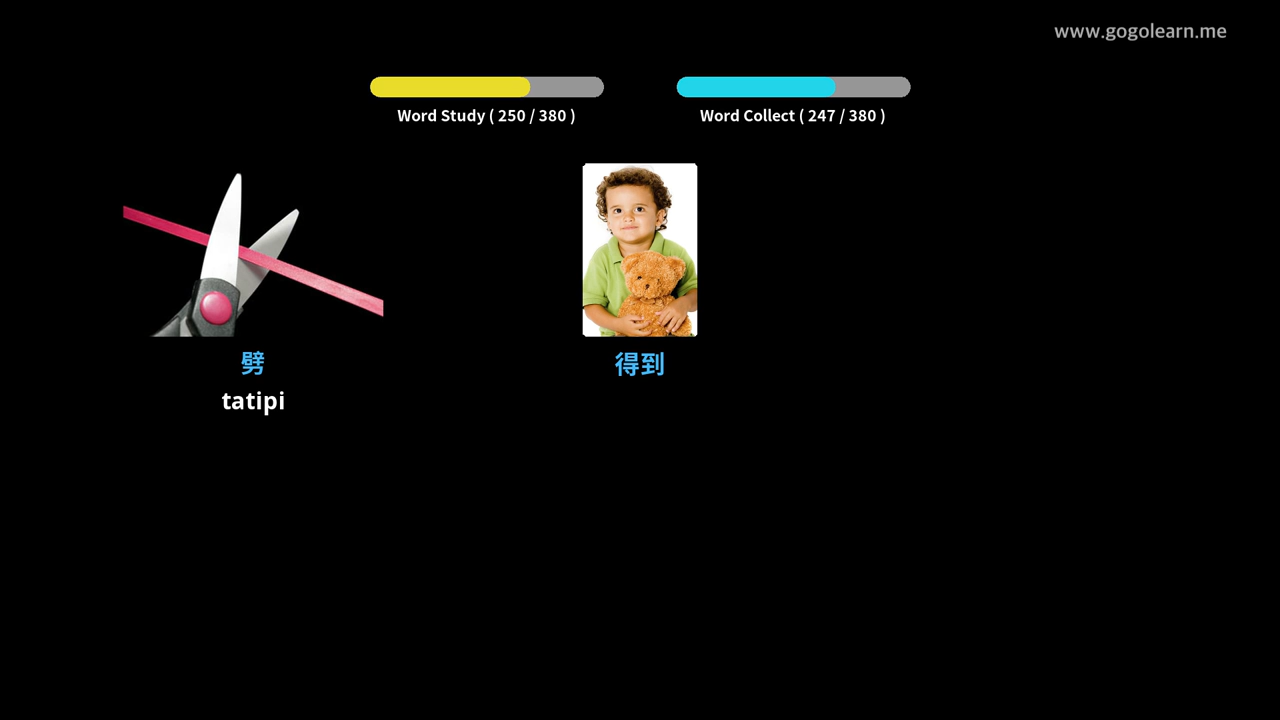 www.gogolearn.me
Word Study ( 250 / 380 )
Word Collect ( 247 / 380 )
劈
tatipi
得到